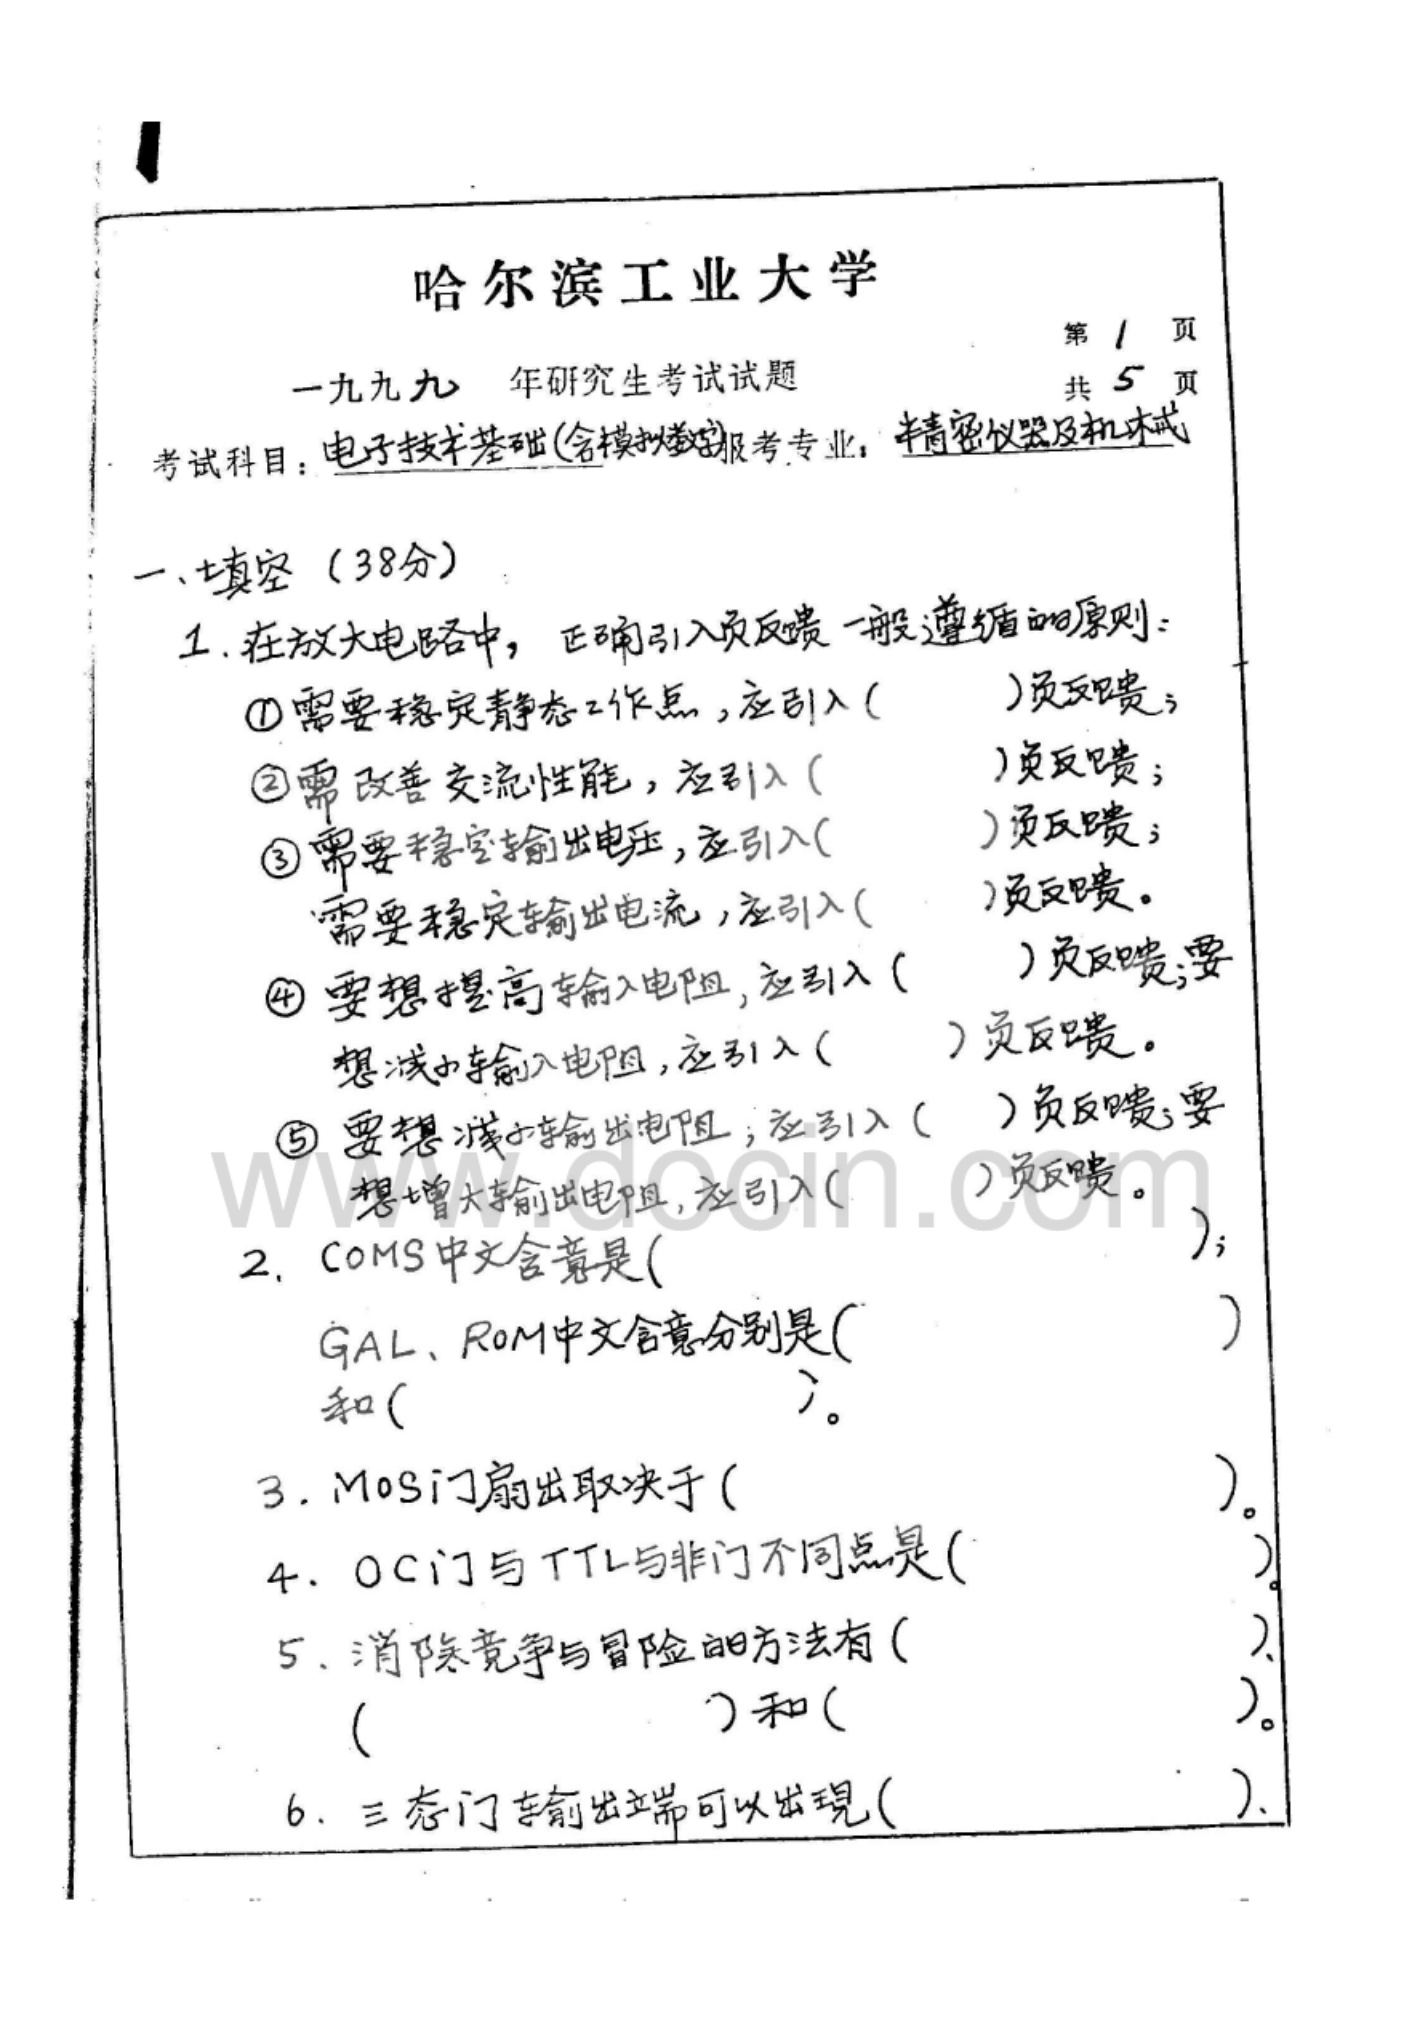 哈尔滨工业大学
第 1 页
一九九九 年研究生考试试题
共 5 页
考试科目：电子技术基础(含模拟数字)报考专业：精密仪器及机械
一、填空（38分）
1. 在放大电路中，正确引入负反馈一般遵循的原则：
①需要稳定静态工作点，应引入(      )负反馈；
②需改善交流性能，应引入(      )负反馈；
③需要稳定输出电压，应引入(      )负反馈；
需要稳定输出电流，应引入(      )负反馈。
④要想提高输入电阻，应引入(      )负反馈；要
想减小输入电阻，应引入(      )负反馈。
⑤要想减小输出电阻，应引入(      )负反馈；要
想增大输出电阻，应引入(      )负反馈。
www.docin.com
2. COMS中文含意是(      )；
GAL、ROM中文含意分别是(      )
和(      )。
3. MOS门扇出取决于(      )。
4. OC门与TTL与非门不同点是(      )。
5. 消除竞争与冒险的方法有(      )、
(      )和(      )。
6. 三态门输出端可以出现(      )、